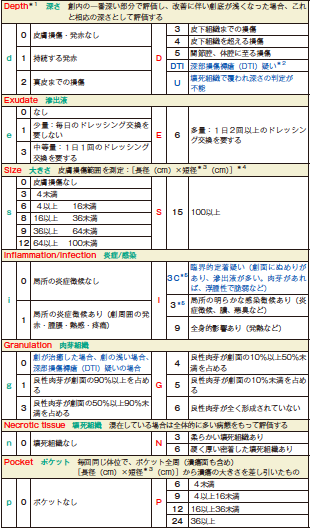 Depth*1 深さ 創内の一番深い部分で評価し、改善に伴い創底が浅くなった場合、これ
と相応の深さとして評価する
d
0 皮膚損傷・発赤なし
1 持続する発赤
2 真皮までの損傷
D
3 皮下組織までの損傷
4 皮下組織を超える損傷
5 関節腔、体腔に至る損傷
DTI 深部損傷褥瘡(DTI)疑い*2
U 壊死組織で覆われ深さの判定が
不能
Exudate 滲出液
e
0 なし
1 少量:毎日のドレッシング交換を
要しない
3 中等量:1日1回のドレッシング
交換を要する
E
6 多量:1日2回以上のドレッシン
グ交換を要する
Size 大きさ 皮膚損傷範囲を測定:[長径(cm)×短径*3(cm)]*4
s
0 皮膚損傷なし
3 4未満
6 4以上 16未満
8 16以上 36未満
9 36以上 64未満
12 64以上 100未満
S
15 100以上
Inflammation/Infection 炎症/感染
i
0 局所の炎症徴候なし
1 局所の炎症徴候あり(創周囲の発
赤・腫脹・熱感・疼痛)
I
3C*5 臨界的定着疑い(創面にぬめりが
あり、滲出液が多い。肉芽があ
れば、浮腫性で脆弱など)
3*5 局所の明らかな感染徴候あり(炎
症徴候、膿、悪臭など)
9 全身的影響あり(発熱など)
Granulation 肉芽組織
g
0 創が治癒した場合、創の浅い場合、
深部損傷褥瘡(DTI)疑いの場合
1 良性肉芽が創面の90%以上を占め
る
3 良性肉芽が創面の50%以上90%未
満を占める
G
4 良性肉芽が創面の10%以上50%未
満を占める
5 良性肉芽が創面の10%未満を占め
る
6 良性肉芽が全く形成されていない
Necrotic tissue 壊死組織 混在している場合は全体的に多い病態をもって評価する
n
0 壊死組織なし
N
3 柔らかい壊死組織あり
6 硬く厚い密着した壊死組織あり
Pocket ポケット 毎回同じ体位で、ポケット全周(潰瘍面も含め)
[長径(cm)×短径*3(cm)]から潰瘍の大きさを差し引いたもの
p
0 ポケットなし
P
6 4未満
9 4以上16未満
12 16以上36未満
24 36以上